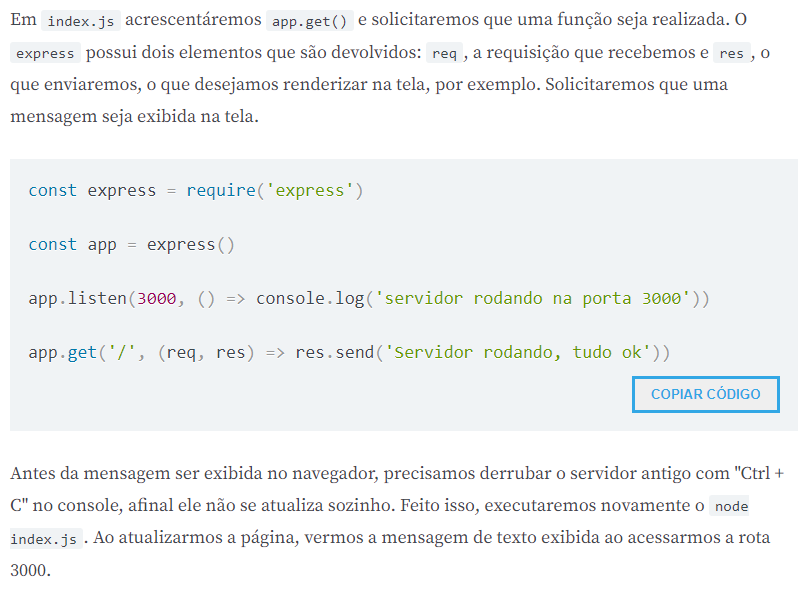 Em index.js acrescentáremos app.get() e solicitaremos que uma função seja realizada. O
express possui dois elementos que são devolvidos: req , a requisição que recebemos e res , o
que enviaremos, o que desejamos renderizar na tela, por exemplo. Solicitaremos que uma
mensagem seja exibida na tela.
const express = require('express')
const app = express()
app.listen(3000, () => console.log('servidor rodando na porta 3000'))
app.get('/', (req, res) => res.send('Servidor rodando, tudo ok'))
COPIAR CÓDIGO
Antes da mensagem ser exibida no navegador, precisamos derrubar o servidor antigo com "Ctrl +
C" no console, afinal ele não se atualiza sozinho. Feito isso, executaremos novamente o node
index.js . Ao atualizarmos a página, vermos a mensagem de texto exibida ao acessarmos a rota
3000.